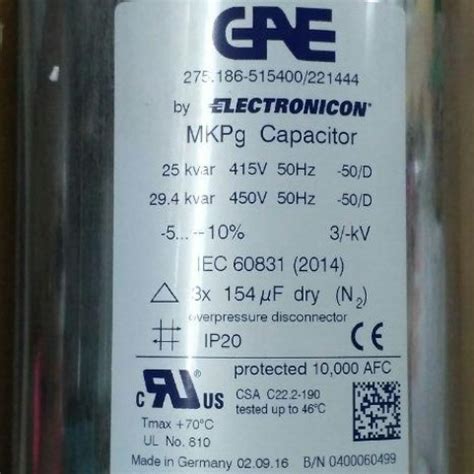 GAE
275.186-515400/221444
by ELECTRONICON®
MKPg Capacitor
25 kvar 415V 50Hz -50/D
29.4 kvar 450V 50Hz -50/D
-5...--10% 3/-kV
IEC 60831 (2014)
3x 154 µF dry (N2)
overpressure disconnector
IP20 CE
protected 10,000 AFC
c RU US
CSA C22.2-190
tested up to 46°C
Tmax +70°C
UL No. 810
Made in Germany 02.09.16 B/N 0400060499